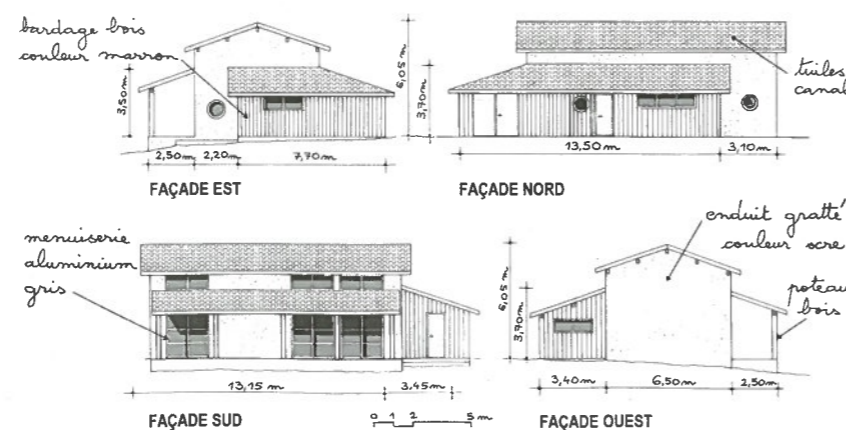 bardage bois
couleur marron
3,50m
6,05m
2,50m 2,20m 7,70m
FAÇADE EST
3,70m
tuiles
canal
13,50m 3,10m
FAÇADE NORD
menuiserie
aluminium
gris
13,15m 3,45m
FAÇADE SUD
0 1 2 5m
enduit gratté
couleur ocre
poteau
bois
6,05m
3,70m
3,40m 6,50m 2,50m
FAÇADE OUEST